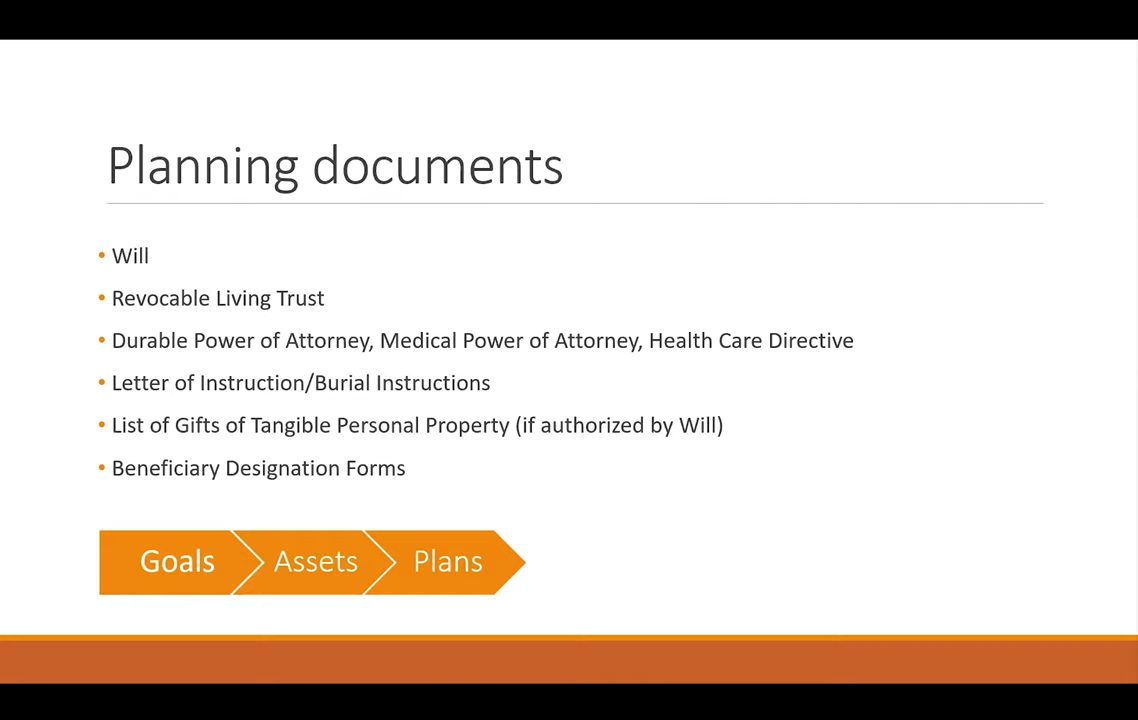 Planning documents
• Will
• Revocable Living Trust
• Durable Power of Attorney, Medical Power of Attorney, Health Care Directive
• Letter of Instruction/Burial Instructions
• List of Gifts of Tangible Personal Property (if authorized by Will)
• Beneficiary Designation Forms
Goals Assets Plans